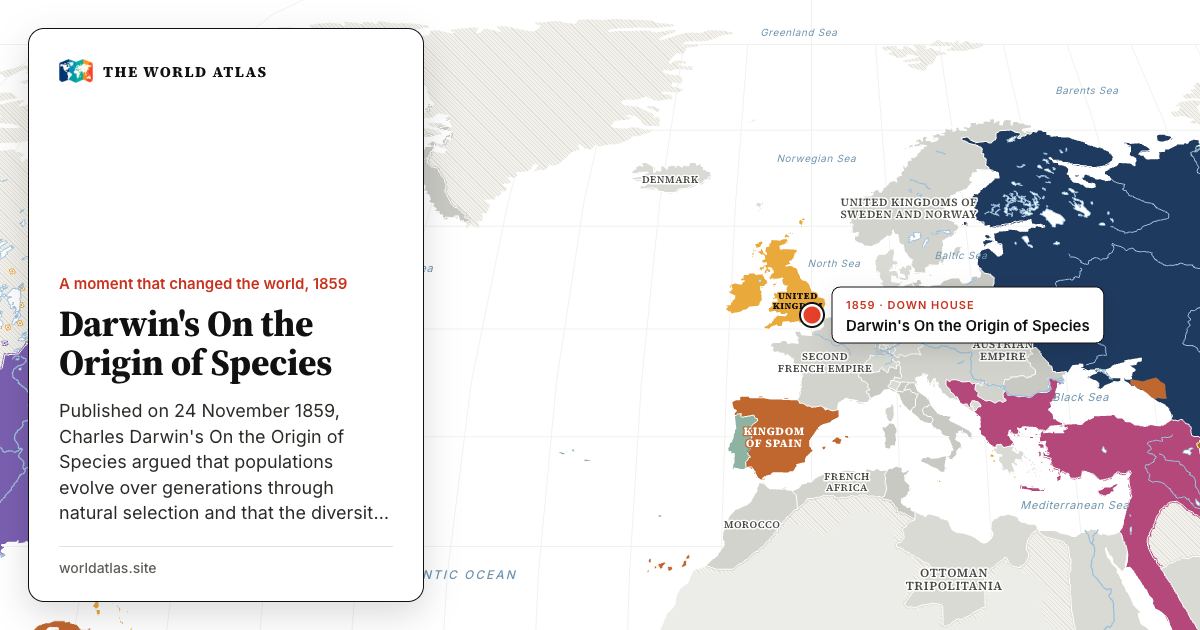 THE WORLD ATLAS
A moment that changed the world, 1859
Darwin's On the
Origin of Species
Published on 24 November 1859,
Charles Darwin's On the Origin of
Species argued that populations
evolve over generations through
natural selection and that the diversit...
worldatlas.site
Greenland Sea
Barents Sea
Norwegian Sea
DENMARK
UNITED KINGDOMS OF
SWEDEN AND NORWAY
North Sea
Baltic Sea
ea
UNITED
KINGDOM
1859 · DOWN HOUSE
Darwin's On the Origin of Species
AUSTRIAN
EMPIRE
SECOND
FRENCH EMPIRE
Black Sea
KINGDOM
OF SPAIN
FRENCH
AFRICA
Mediterranean Sea
MOROCCO
NTIC OCEAN
OTTOMAN
TRIPOLITANIA